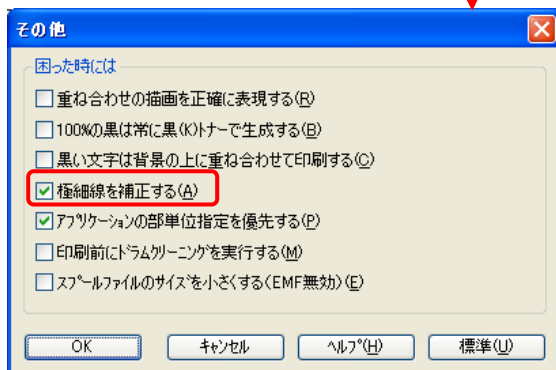 その他
困った時には
重ね合わせの描画を正確に表現する(R)
100%の黒は常に黒(K)トナーで生成する(B)
黒い文字は背景の上に重ね合わせて印刷する(C)
極細線を補正する(A)
ｱﾌﾟﾘｹｰｼｮﾝの部単位指定を優先する(P)
印刷前にﾄﾞﾗﾑｸﾘｰﾆﾝｸﾞを実行する(M)
ｽﾌﾟｰﾙﾌｧｲﾙのｻｲｽﾞを小さくする(EMF無効)(E)
OK ｷｬﾝｾﾙ ﾍﾙﾌﾟ(H) 標準(U)